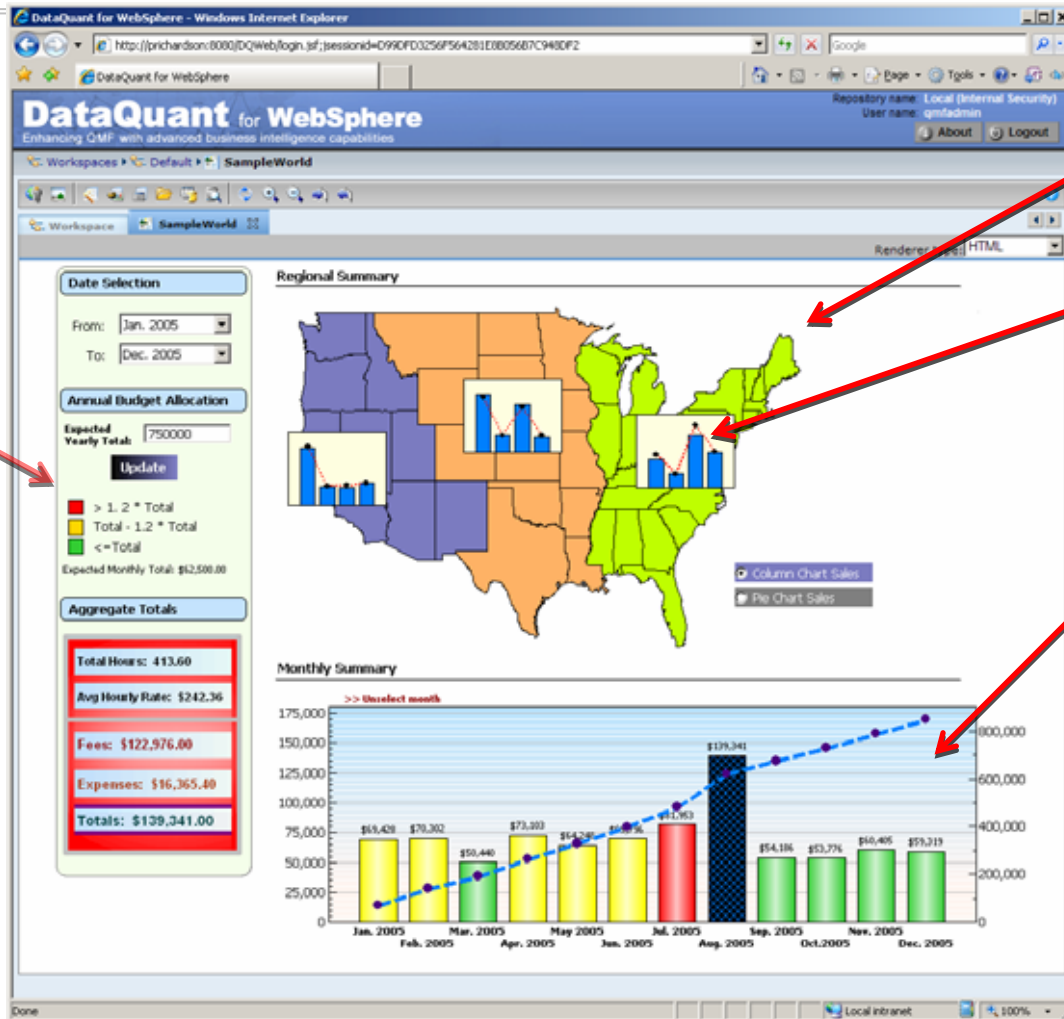 DataQuant for WebSphere - Windows Internet Explorer
http://prichardson:8080/DQWeb/login.jsf;jsessionid=D99DFD3256F564281E8B056B7C948DF2
Google
DataQuant for WebSphere
Page
Tools
DataQuant for WebSphere
Enhancing QMF with advanced business intelligence capabilities
Repository name: Local (Internal Security)
User name: qmfadmin
About
Logout
Workspaces
Default
SampleWorld
Workspace
SampleWorld
Renderer type: HTML
Date Selection
From: Jan. 2005
To: Dec. 2005
Annual Budget Allocation
Expected
Yearly Total: 750000
Update
> 1. 2 * Total
Total - 1.2 * Total
<=Total
Expected Monthly Total: $62,500.00
Aggregate Totals
Total Hours: 413.60
Avg Hourly Rate: $242.36
Fees: $122,976.00
Expenses: $16,365.40
Totals: $139,341.00
Regional Summary
Column Chart Sales
Pie Chart Sales
Monthly Summary
>> Unselect month
175,000
150,000
125,000
100,000
75,000
50,000
25,000
0
$69,428
$70,302
$50,440
$73,103
$81,953
$139,341
$54,186
$53,776
$60,405
$59,319
800,000
600,000
400,000
200,000
0
Jan. 2005
Feb. 2005
Mar. 2005
Apr. 2005
May 2005
Jun. 2005
Jul. 2005
Aug. 2005
Sep. 2005
Oct.2005
Nov. 2005
Dec. 2005
Done
Local intranet
100%